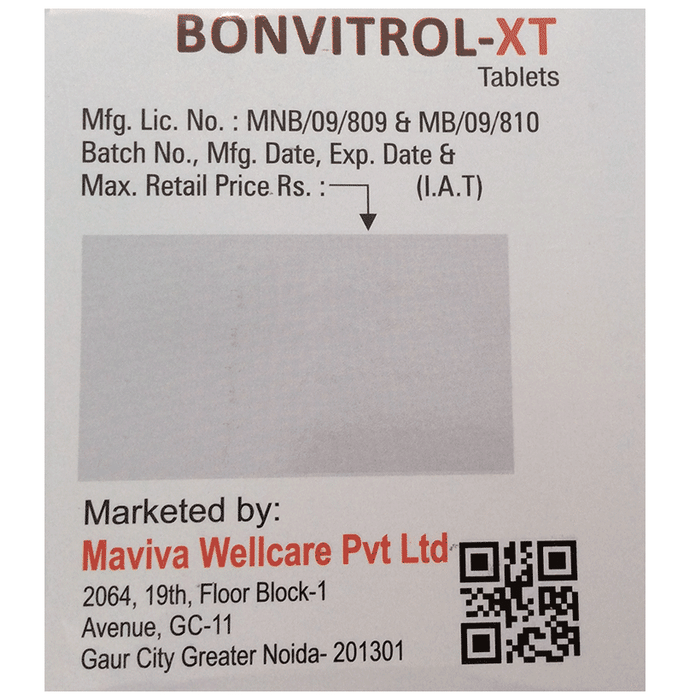 BONVITROL-XT
Tablets
Mfg. Lic. No. : MNB/09/809 & MB/09/810
Batch No., Mfg. Date, Exp. Date &
Max. Retail Price Rs. : (I.A.T)
Marketed by:
Maviva Wellcare Pvt Ltd
2064, 19th, Floor Block-1
Avenue, GC-11
Gaur City Greater Noida- 201301